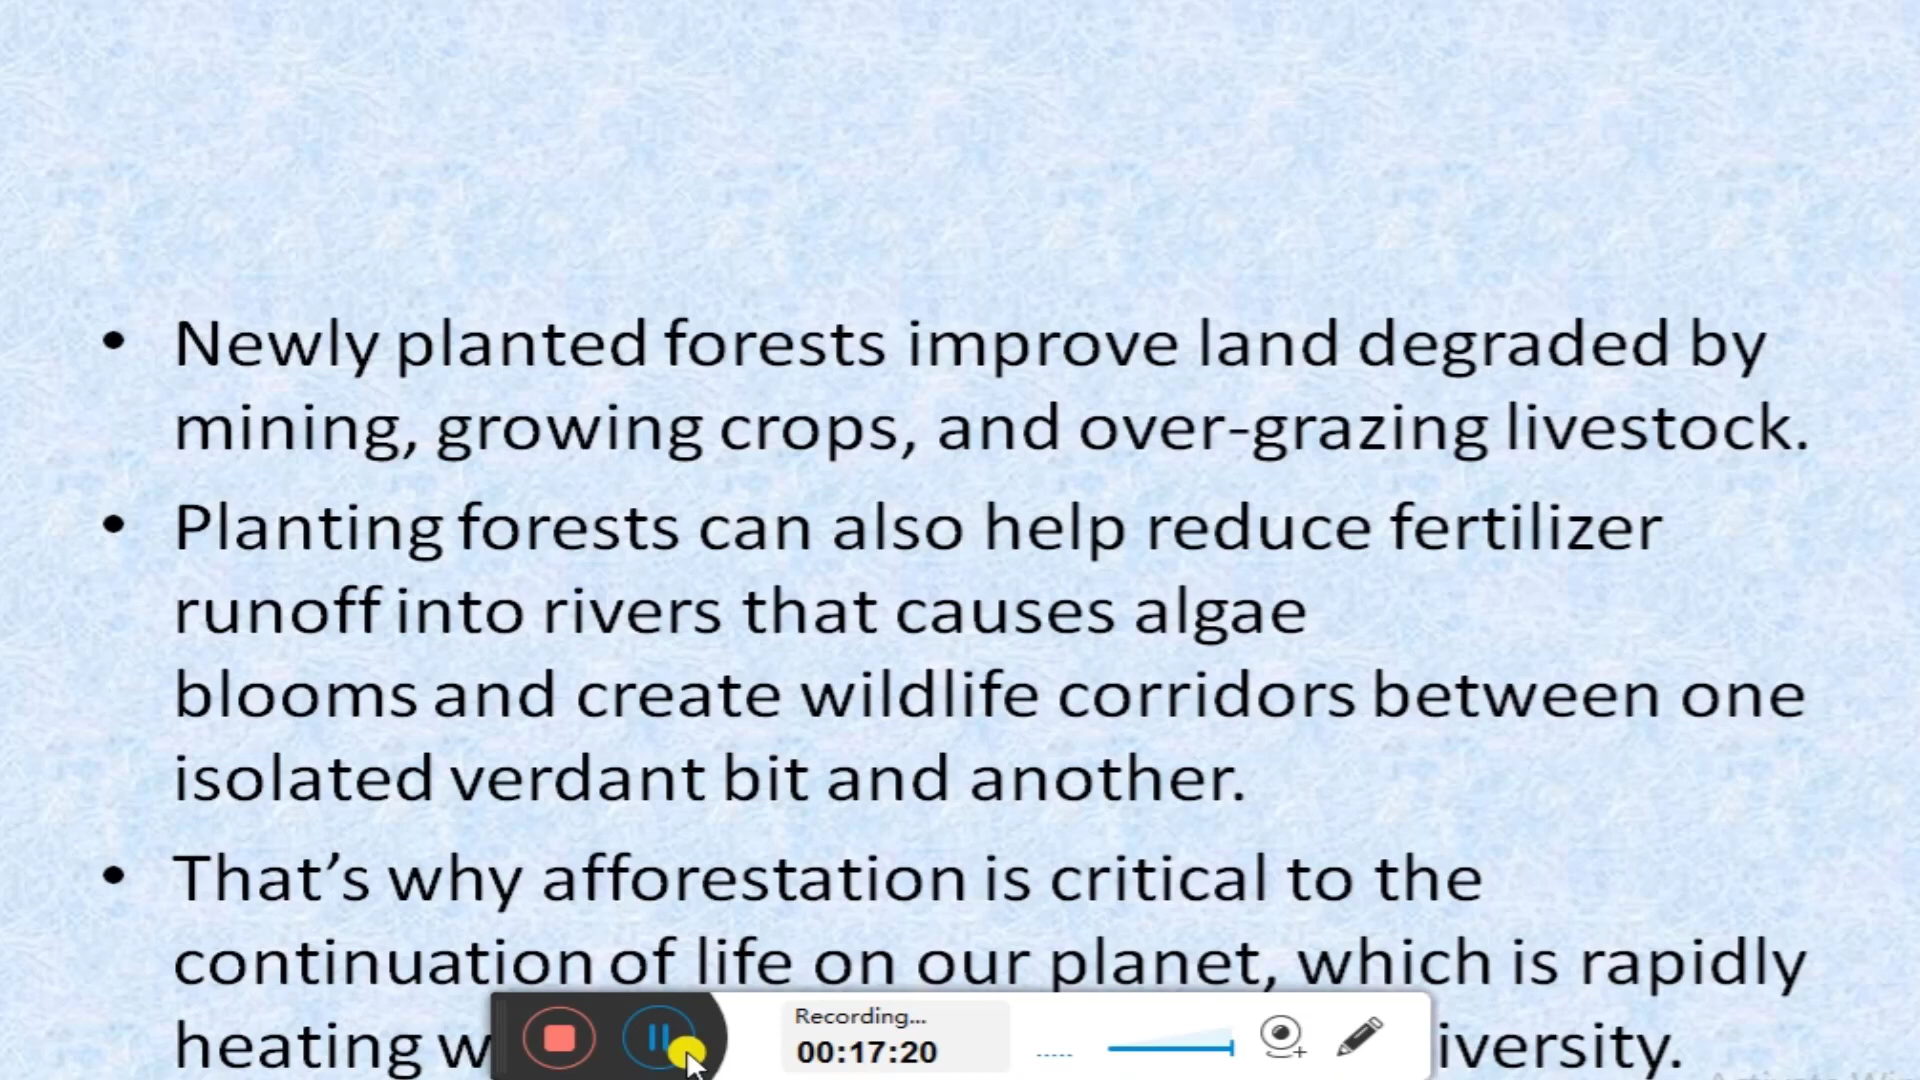 • Newly planted forests improve land degraded by
mining, growing crops, and over-grazing livestock.
• Planting forests can also help reduce fertilizer
runoff into rivers that causes algae
blooms and create wildlife corridors between one
isolated verdant bit and another.
• That’s why afforestation is critical to the
continuation of life on our planet, which is rapidly
heating
Recording...
00:17:20